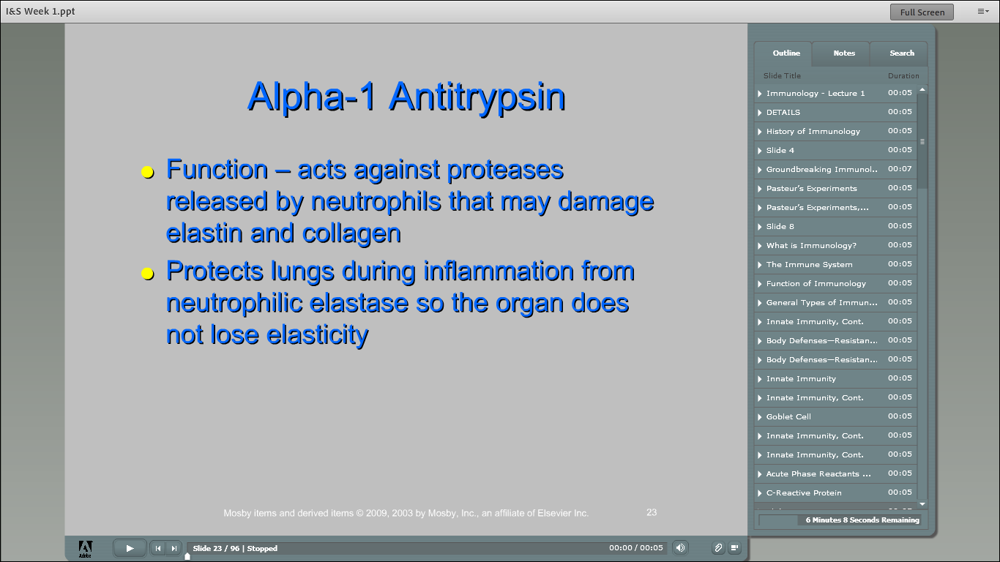 I&S Week 1.ppt
Full Screen
Alpha-1 Antitrypsin
Function – acts against proteases
released by neutrophils that may damage
elastin and collagen
Protects lungs during inflammation from
neutrophilic elastase so the organ does
not lose elasticity
Mosby items and derived items © 2009, 2003 by Mosby, Inc., an affiliate of Elsevier Inc.
23
Outline Notes Search
Slide Title Duration
Immunology - Lecture 1 00:05
DETAILS 00:05
History of Immunology 00:05
Slide 4 00:05
Groundbreaking Immunol.. 00:07
Pasteur’s Experiments 00:05
Pasteur’s Experiments,... 00:05
Slide 8 00:05
What is Immunology? 00:05
The Immune System 00:05
Function of Immunology 00:05
General Types of Immun... 00:05
Innate Immunity, Cont. 00:05
Body Defenses—Resistan... 00:05
Body Defenses—Resistan... 00:05
Innate Immunity 00:05
Innate Immunity, Cont. 00:05
Goblet Cell 00:05
Innate Immunity, Cont. 00:05
Innate Immunity, Cont. 00:05
Acute Phase Reactants ... 00:05
C-Reactive Protein 00:05
6 Minutes 8 Seconds Remaining
Adobe
Slide 23 / 96 | Stopped
00:00 / 00:05